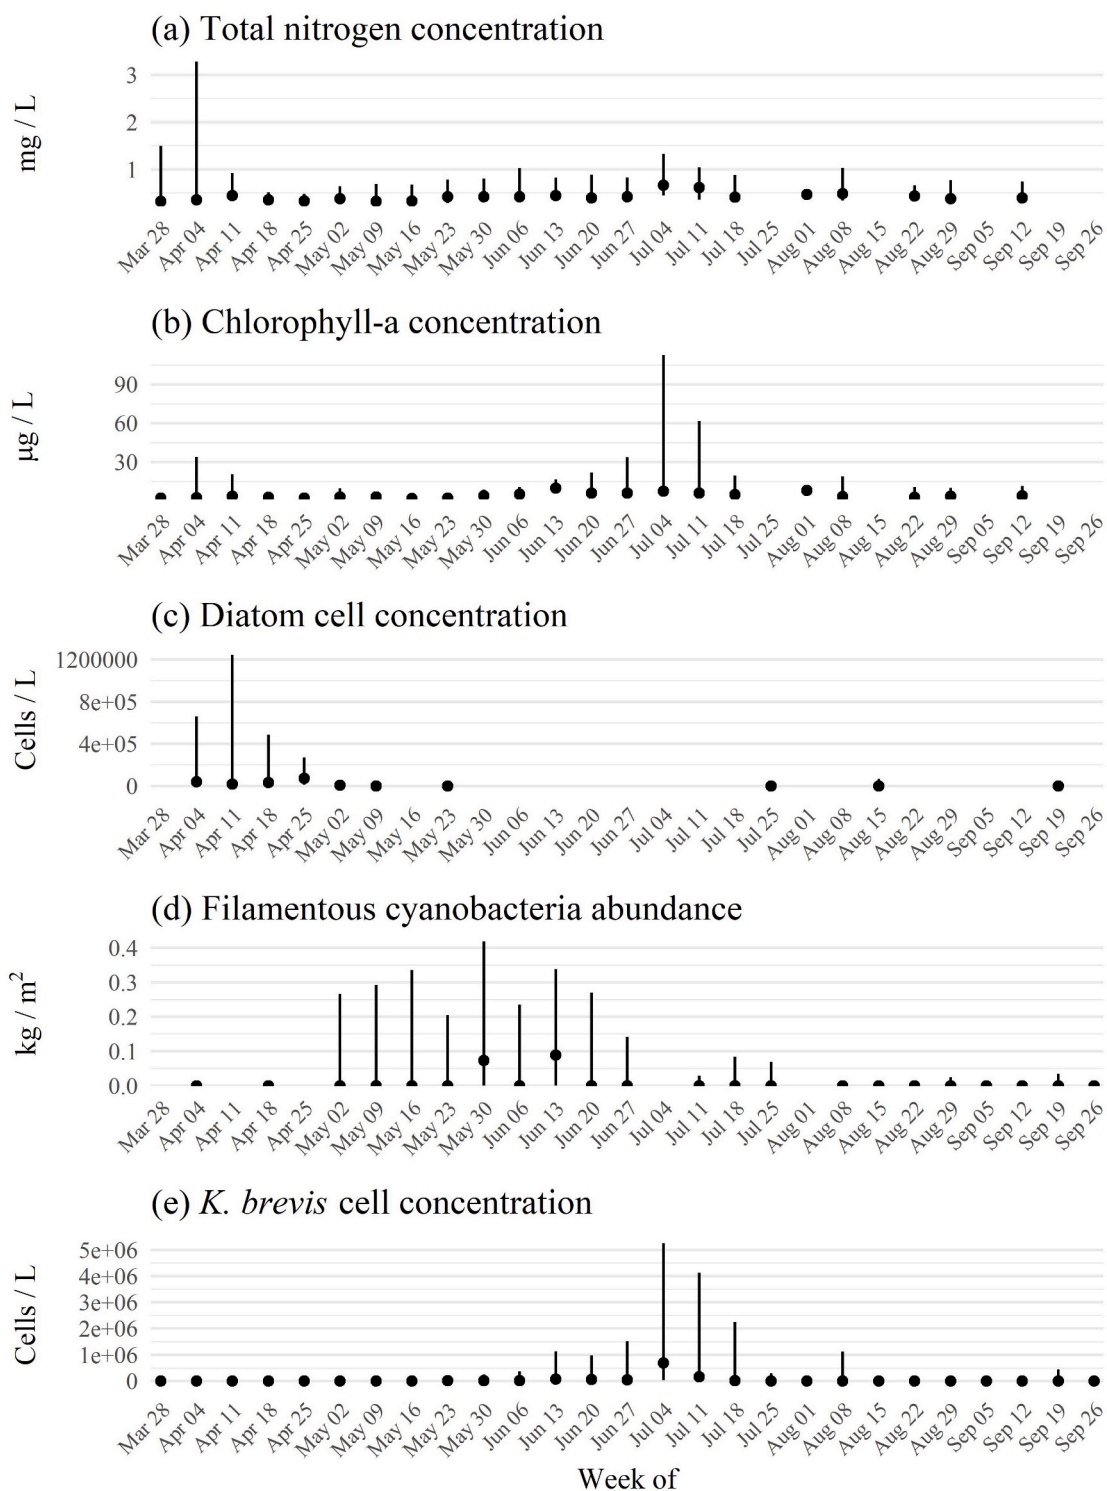 (a) Total nitrogen concentration
mg / L
3
2
1
Mar 28 Apr 04 Apr 11 Apr 18 Apr 25 May 02 May 09 May 16 May 23 May 30 Jun 06 Jun 13 Jun 20 Jun 27 Jul 04 Jul 11 Jul 18 Jul 25 Aug 01 Aug 08 Aug 15 Aug 22 Aug 29 Sep 05 Sep 12 Sep 19 Sep 26
(b) Chlorophyll-a concentration
µg / L
90
60
30
Mar 28 Apr 04 Apr 11 Apr 18 Apr 25 May 02 May 09 May 16 May 23 May 30 Jun 06 Jun 13 Jun 20 Jun 27 Jul 04 Jul 11 Jul 18 Jul 25 Aug 01 Aug 08 Aug 15 Aug 22 Aug 29 Sep 05 Sep 12 Sep 19 Sep 26
(c) Diatom cell concentration
Cells / L
1200000
8e+05
4e+05
0
Mar 28 Apr 04 Apr 11 Apr 18 Apr 25 May 02 May 09 May 16 May 23 May 30 Jun 06 Jun 13 Jun 20 Jun 27 Jul 04 Jul 11 Jul 18 Jul 25 Aug 01 Aug 08 Aug 15 Aug 22 Aug 29 Sep 05 Sep 12 Sep 19 Sep 26
(d) Filamentous cyanobacteria abundance
kg / m²
0.4
0.3
0.2
0.1
0.0
Mar 28 Apr 04 Apr 11 Apr 18 Apr 25 May 02 May 09 May 16 May 23 May 30 Jun 06 Jun 13 Jun 20 Jun 27 Jul 04 Jul 11 Jul 18 Jul 25 Aug 01 Aug 08 Aug 15 Aug 22 Aug 29 Sep 05 Sep 12 Sep 19 Sep 26
(e) K. brevis cell concentration
Cells / L
5e+06
4e+06
3e+06
2e+06
1e+06
0
Mar 28 Apr 04 Apr 11 Apr 18 Apr 25 May 02 May 09 May 16 May 23 May 30 Jun 06 Jun 13 Jun 20 Jun 27 Jul 04 Jul 11 Jul 18 Jul 25 Aug 01 Aug 08 Aug 15 Aug 22 Aug 29 Sep 05 Sep 12 Sep 19 Sep 26
Week of